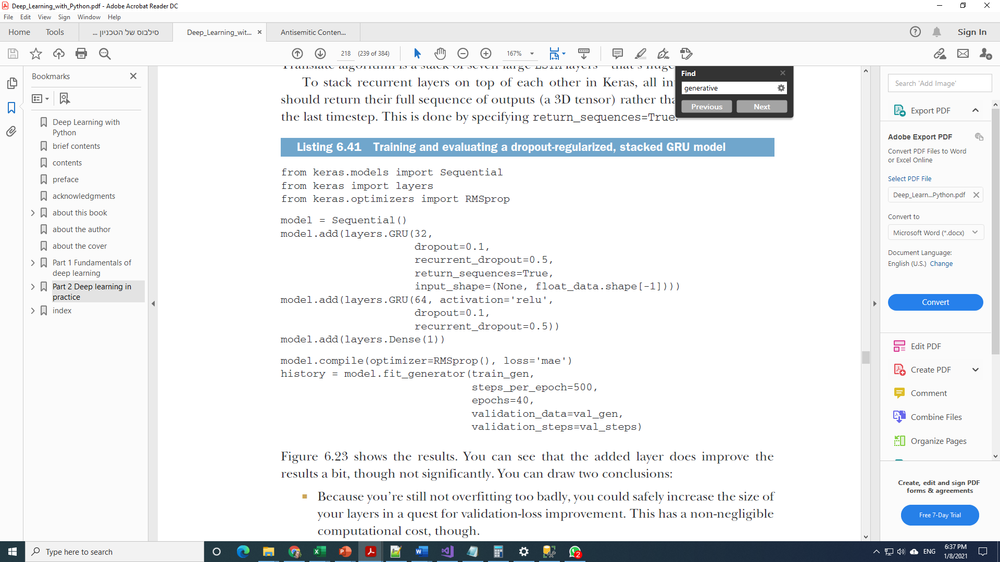 Deep_Learning_with_Python.pdf - Adobe Acrobat Reader DC
File Edit View Sign Window Help
Home Tools
סילבוס של הטכניון ...
Deep_Learning_wit... ×
Antisemitic Conten...
Sign In
218 (239 of 384)
167%
Bookmarks
Deep Learning with
Python
brief contents
contents
preface
acknowledgments
about this book
about the author
about the cover
Part 1 Fundamentals of
deep learning
Part 2 Deep learning in
practice
index
To stack recurrent layers on top of each other in Keras, all in
should return their full sequence of outputs (a 3D tensor) rather tha
the last timestep. This is done by specifying return_sequences=True.
Find
generative
Previous Next
Listing 6.41 Training and evaluating a dropout-regularized, stacked GRU model
from keras.models import Sequential
from keras import layers
from keras.optimizers import RMSprop
model = Sequential()
model.add(layers.GRU(32,
dropout=0.1,
recurrent_dropout=0.5,
return_sequences=True,
input_shape=(None, float_data.shape[-1])))
model.add(layers.GRU(64, activation='relu',
dropout=0.1,
recurrent_dropout=0.5))
model.add(layers.Dense(1))
model.compile(optimizer=RMSprop(), loss='mae')
history = model.fit_generator(train_gen,
steps_per_epoch=500,
epochs=40,
validation_data=val_gen,
validation_steps=val_steps)
Figure 6.23 shows the results. You can see that the added layer does improve the
results a bit, though not significantly. You can draw two conclusions:
Because you're still not overfitting too badly, you could safely increase the size of
your layers in a quest for validation-loss improvement. This has a non-negligible
computational cost, though.
Search 'Add Image'
Export PDF
Adobe Export PDF
Convert PDF Files to Word
or Excel Online
Select PDF File
Deep_Learn...Python.pdf
Convert to
Microsoft Word (*.docx)
Document Language:
English (U.S.) Change
Convert
Edit PDF
Create PDF
Comment
Combine Files
Organize Pages
Create, edit and sign PDF
forms & agreements
Free 7-Day Trial
Type here to search
2
ENG
6:37 PM
1/8/2021